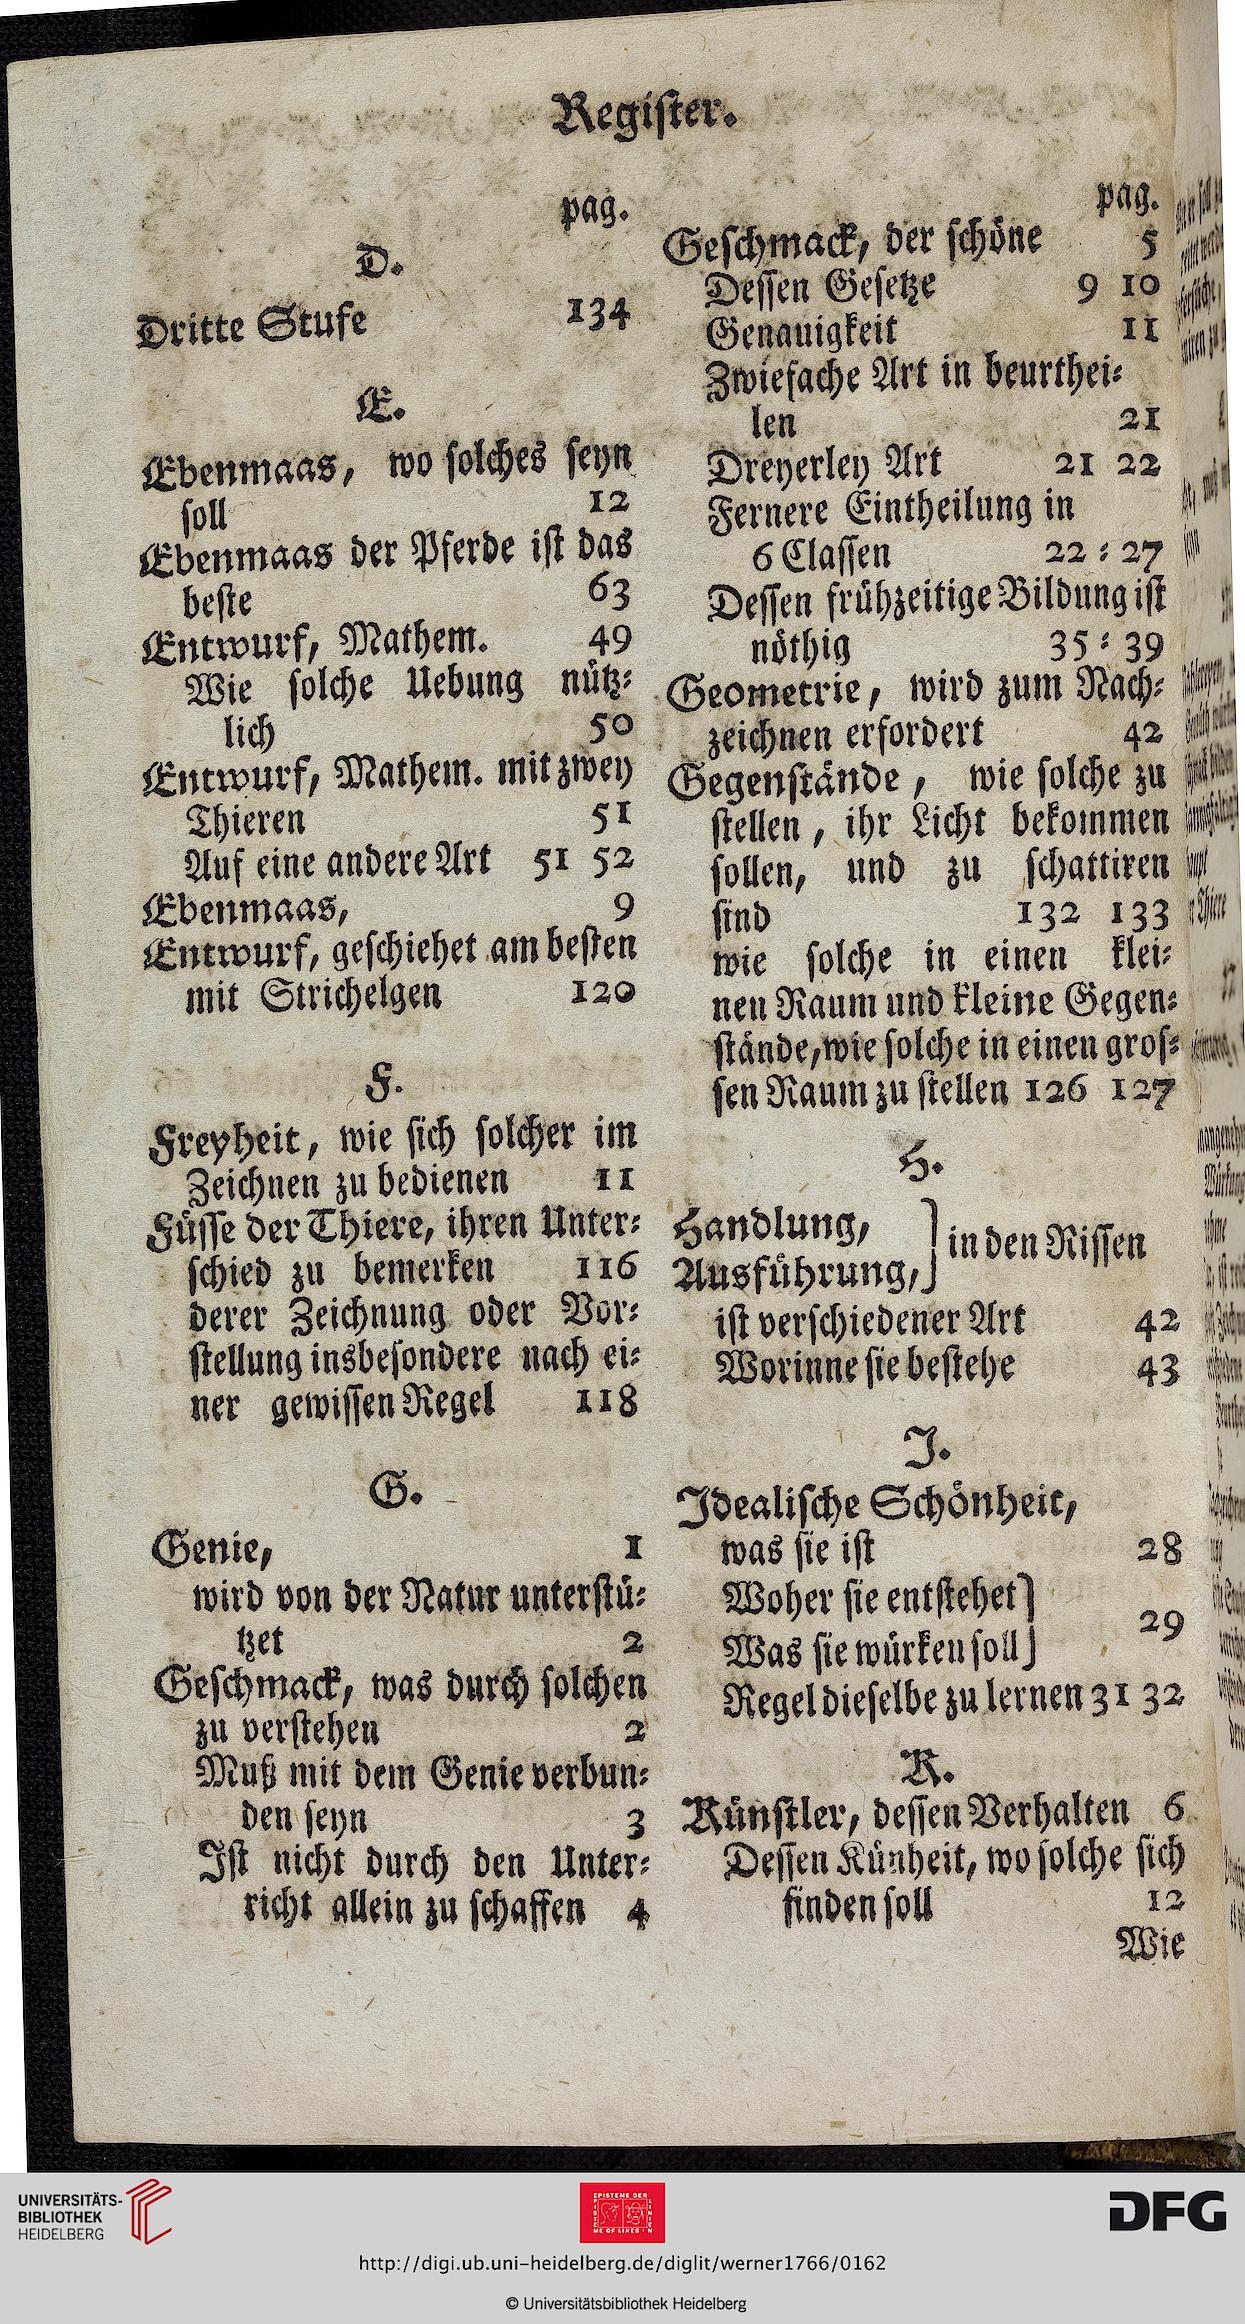 Register.
pag.
D.
Dritte Stufe 134
E.
Ebenmaas, wo solches seyn
soll 12
Ebenmaas der Pferde ist das
beste 63
Entwurf, Mathem. 49
Wie solche Uebung nütz⸗
lich 50
Entwurf, Mathem. mit zwey
Thieren 51
Auf eine andere Art 51 52
Ebenmaas, 9
Entwurf, geschiehet am besten
mit Strichelgen 120
F.
Freyheit, wie sich solcher im
Zeichnen zu bedienen 11
Füsse der Thiere, ihren Unter⸗
schied zu bemerken 116
derer Zeichnung oder Vor⸗
stellung insbesondere nach ei⸗
ner gewissen Regel 118
G.
Genie, 1
wird von der Natur unterstü⸗
tzet 2
Geschmack, was durch solchen
zu verstehen 2
Muß mit dem Genie verbun⸗
den seyn 3
Ist nicht durch den Unter⸗
richt allein zu schaffen 4
pag.
Geschmack, der schöne 5
Dessen Gesetze 9 10
Genauigkeit 11
Zwiefache Art in beurthei⸗
len 21
Dreyerley Art 21 22
Fernere Eintheilung in
6 Classen 22 ⸗ 27
Dessen frühzeitige Bildung ist
nöthig 35 ⸗ 39
Geometrie, wird zum Nach⸗
zeichnen erfordert 42
Gegenstände, wie solche zu
stellen, ihr Licht bekommen
sollen, und zu schattiren
sind 132 133
wie solche in einen klei⸗
nen Raum und kleine Gegen⸗
stände, wie solche in einen gros⸗
sen Raum zu stellen 126 127
H.
Handlung,
Ausführung, } in den Rissen
ist verschiedener Art 42
Worinne sie bestehe 43
J.
Idealische Schönheit,
was sie ist 28
Woher sie entstehet }
Was sie würken soll } 29
Regel dieselbe zu lernen 31 32
K.
Künstler, dessen Verhalten 6
Dessen Künheit, wo solche sich
finden soll 12
Wie
UNIVERSITÄTS-
BIBLIOTHEK
HEIDELBERG
DFG
http://digi.ub.uni-heidelberg.de/diglit/werner1766/0162
© Universitätsbibliothek Heidelberg